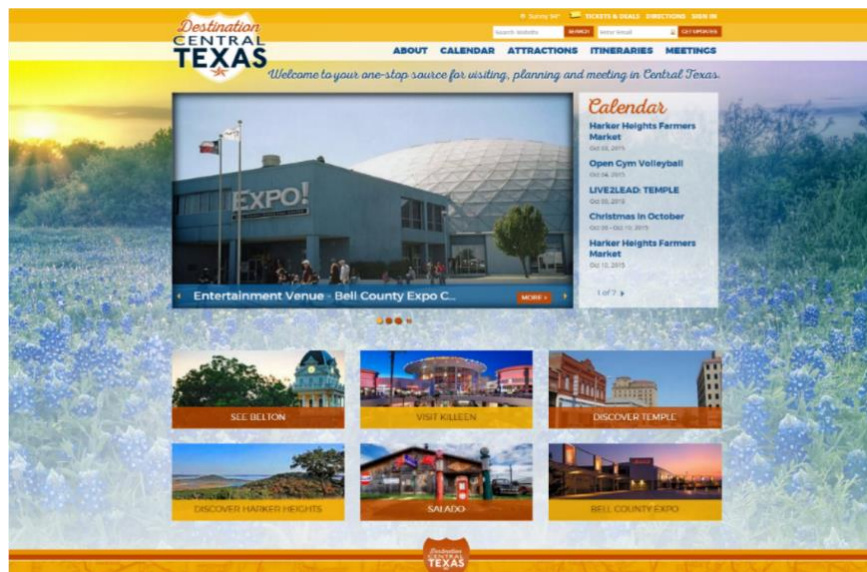 Sunny 94° TICKETS & DEALS DIRECTIONS SIGN IN
Destination
CENTRAL
TEXAS
Search Website SEARCH Enter Email GET UPDATES
ABOUT CALENDAR ATTRACTIONS ITINERARIES MEETINGS
Welcome to your one-stop source for visiting, planning and meeting in Central Texas.
EXPO!
Entertainment Venue - Bell County Expo C... MORE »
Calendar
Harker Heights Farmers
Market
Oct 03, 2015
Open Gym Volleyball
Oct 04, 2015
LIVE2LEAD: TEMPLE
Christmas in October
Harker Heights Farmers
Market
Oct 10, 2015
1 of 7
SEE BELTON
VISIT KILLEEN
DISCOVER TEMPLE
DISCOVER HARKER HEIGHTS
SALADO
BELL COUNTY EXPO
Destination
CENTRAL
TEXAS